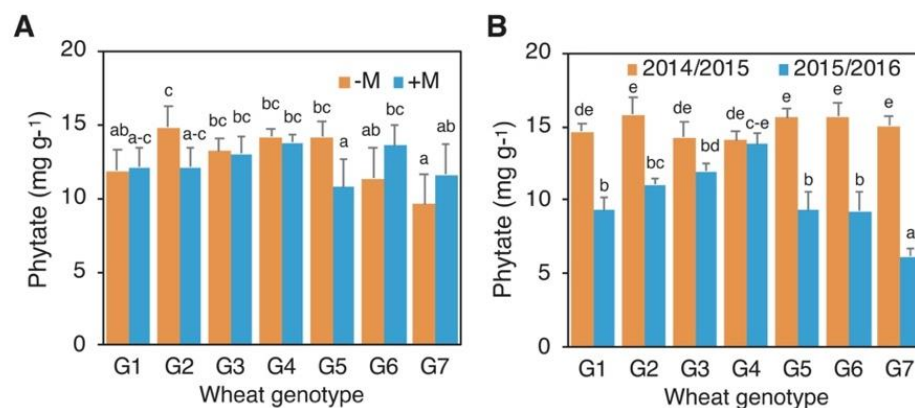 A
Phytate (mg g-1)
20
15
10
5
0
-M +M
ab a-c c a-c bc bc bc bc bc a ab bc a ab
G1 G2 G3 G4 G5 G6 G7
Wheat genotype
B
Phytate (mg g-1)
20
15
10
5
0
2014/2015 2015/2016
de b e bc de bd de c-e e b e b e a
G1 G2 G3 G4 G5 G6 G7
Wheat genotype